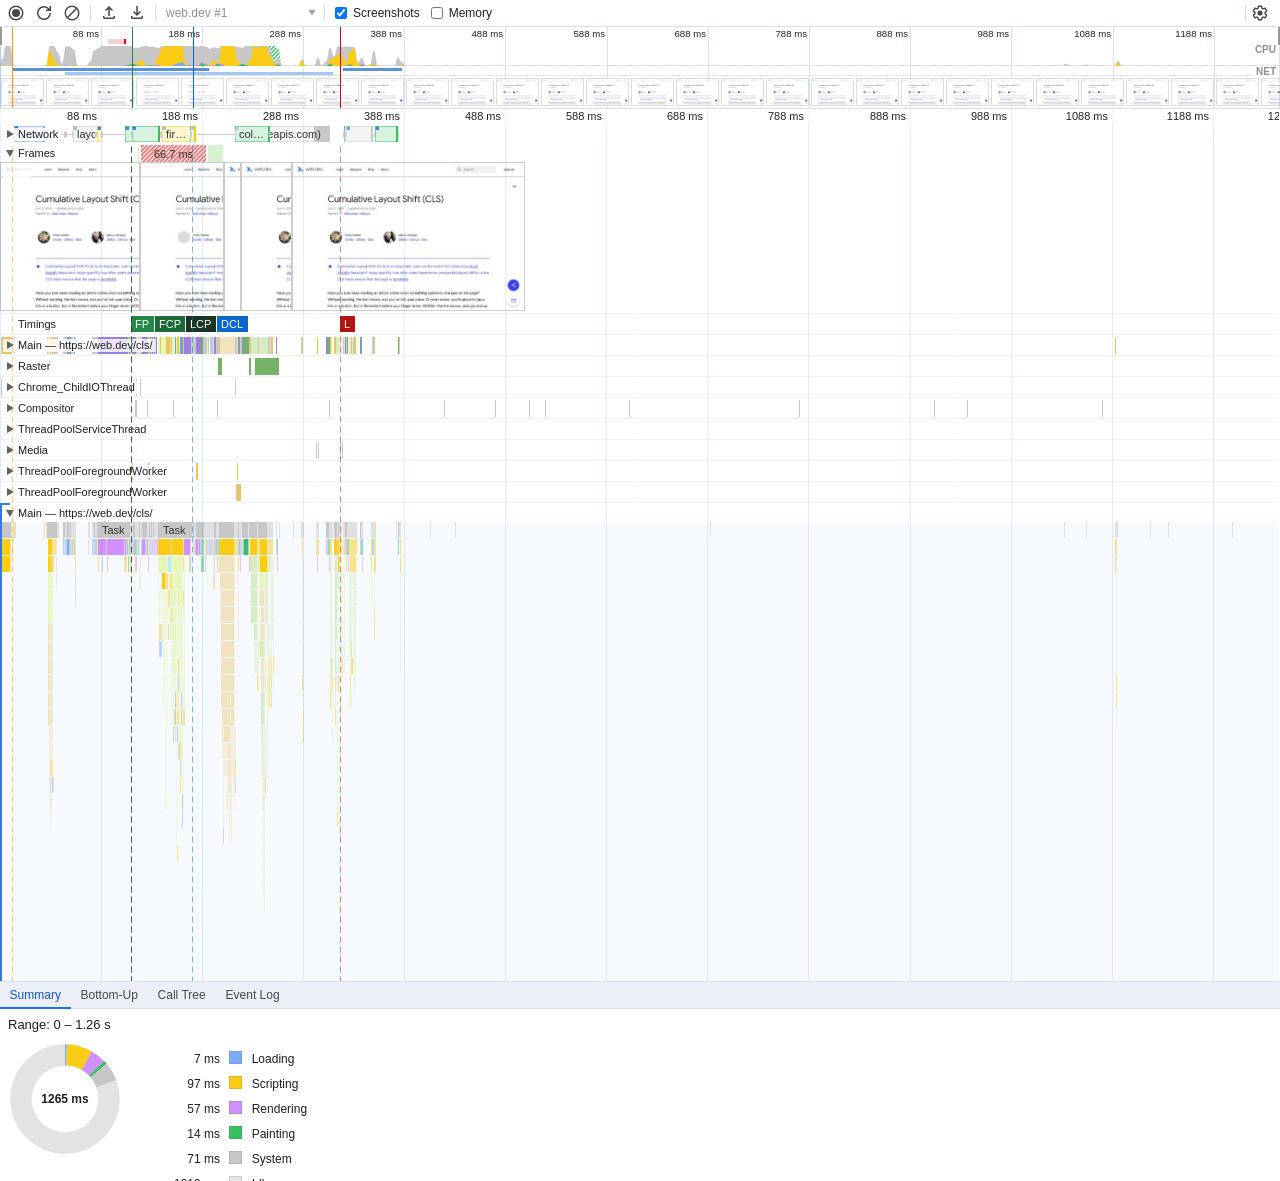 web.dev #1 Screenshots Memory
88 ms 188 ms 288 ms 388 ms 488 ms 588 ms 688 ms 788 ms 888 ms 988 ms 1088 ms 1188 ms
CPU
NET
88 ms 188 ms 288 ms 388 ms 488 ms 588 ms 688 ms 788 ms 888 ms 988 ms 1088 ms 1188 ms 12
Network fir… col… eapis.com)
Frames 66.7 ms
Cumulative Layout Shift (C Cumulative Cur Cumulative Layout Shift (CLS)
Timings FP FCP LCP DCL L
Main — https://web.dev/cls/
Raster
Chrome_ChildIOThread
Compositor
ThreadPoolServiceThread
Media
ThreadPoolForegroundWorker
ThreadPoolForegroundWorker
Main — https://web.dev/cls/
Task Task
Summary Bottom-Up Call Tree Event Log
Range: 0 – 1.26 s
1265 ms
7 ms Loading
97 ms Scripting
57 ms Rendering
14 ms Painting
71 ms System